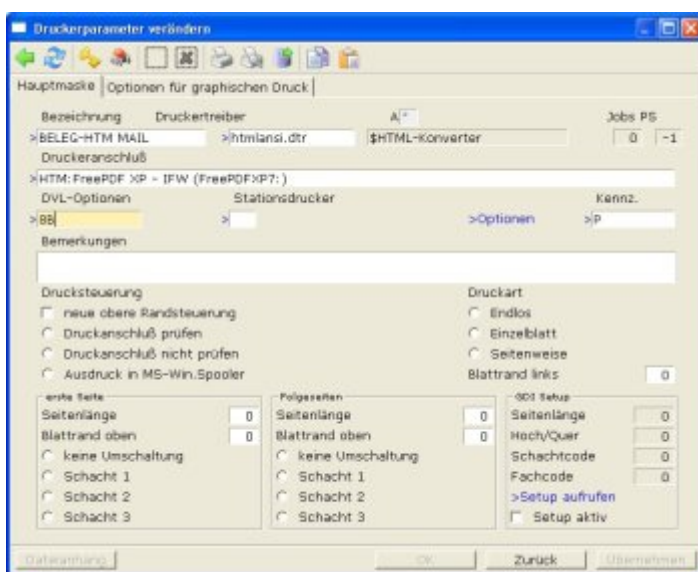 Druckerparameter verändern
Hauptmaske Optionen für graphischen Druck
Bezeichnung Druckertreiber A * Jobs PS
>BELEG-HTM MAIL >htmlansi.dtr $HTML-Konverter 0 -1
Druckeranschluß
>HTM:FreePDF XP - IFW (FreePDFXP7:)
DVL-Optionen Stationsdrucker Kennz.
>BB > >Optionen >P
Bemerkungen
Drucksteuerung Druckart
neue obere Randsteuerung Endlos
Druckanschluß prüfen Einzelblatt
Druckanschluß nicht prüfen Seitenweise
Ausdruck in MS-Win.Spooler Blattrand links 0
erste Seite Folgeseiten GDI Setup
Seitenlänge 0 Seitenlänge 0 Seitenlänge 0
Blattrand oben 0 Blattrand oben 0 Hoch/Quer 0
keine Umschaltung keine Umschaltung Schachtcode 0
Schacht 1 Schacht 1 Fachcode 0
Schacht 2 Schacht 2 >Setup aufrufen
Schacht 3 Schacht 3 Setup aktiv
Dateianhang OK Zurück Übernehmen